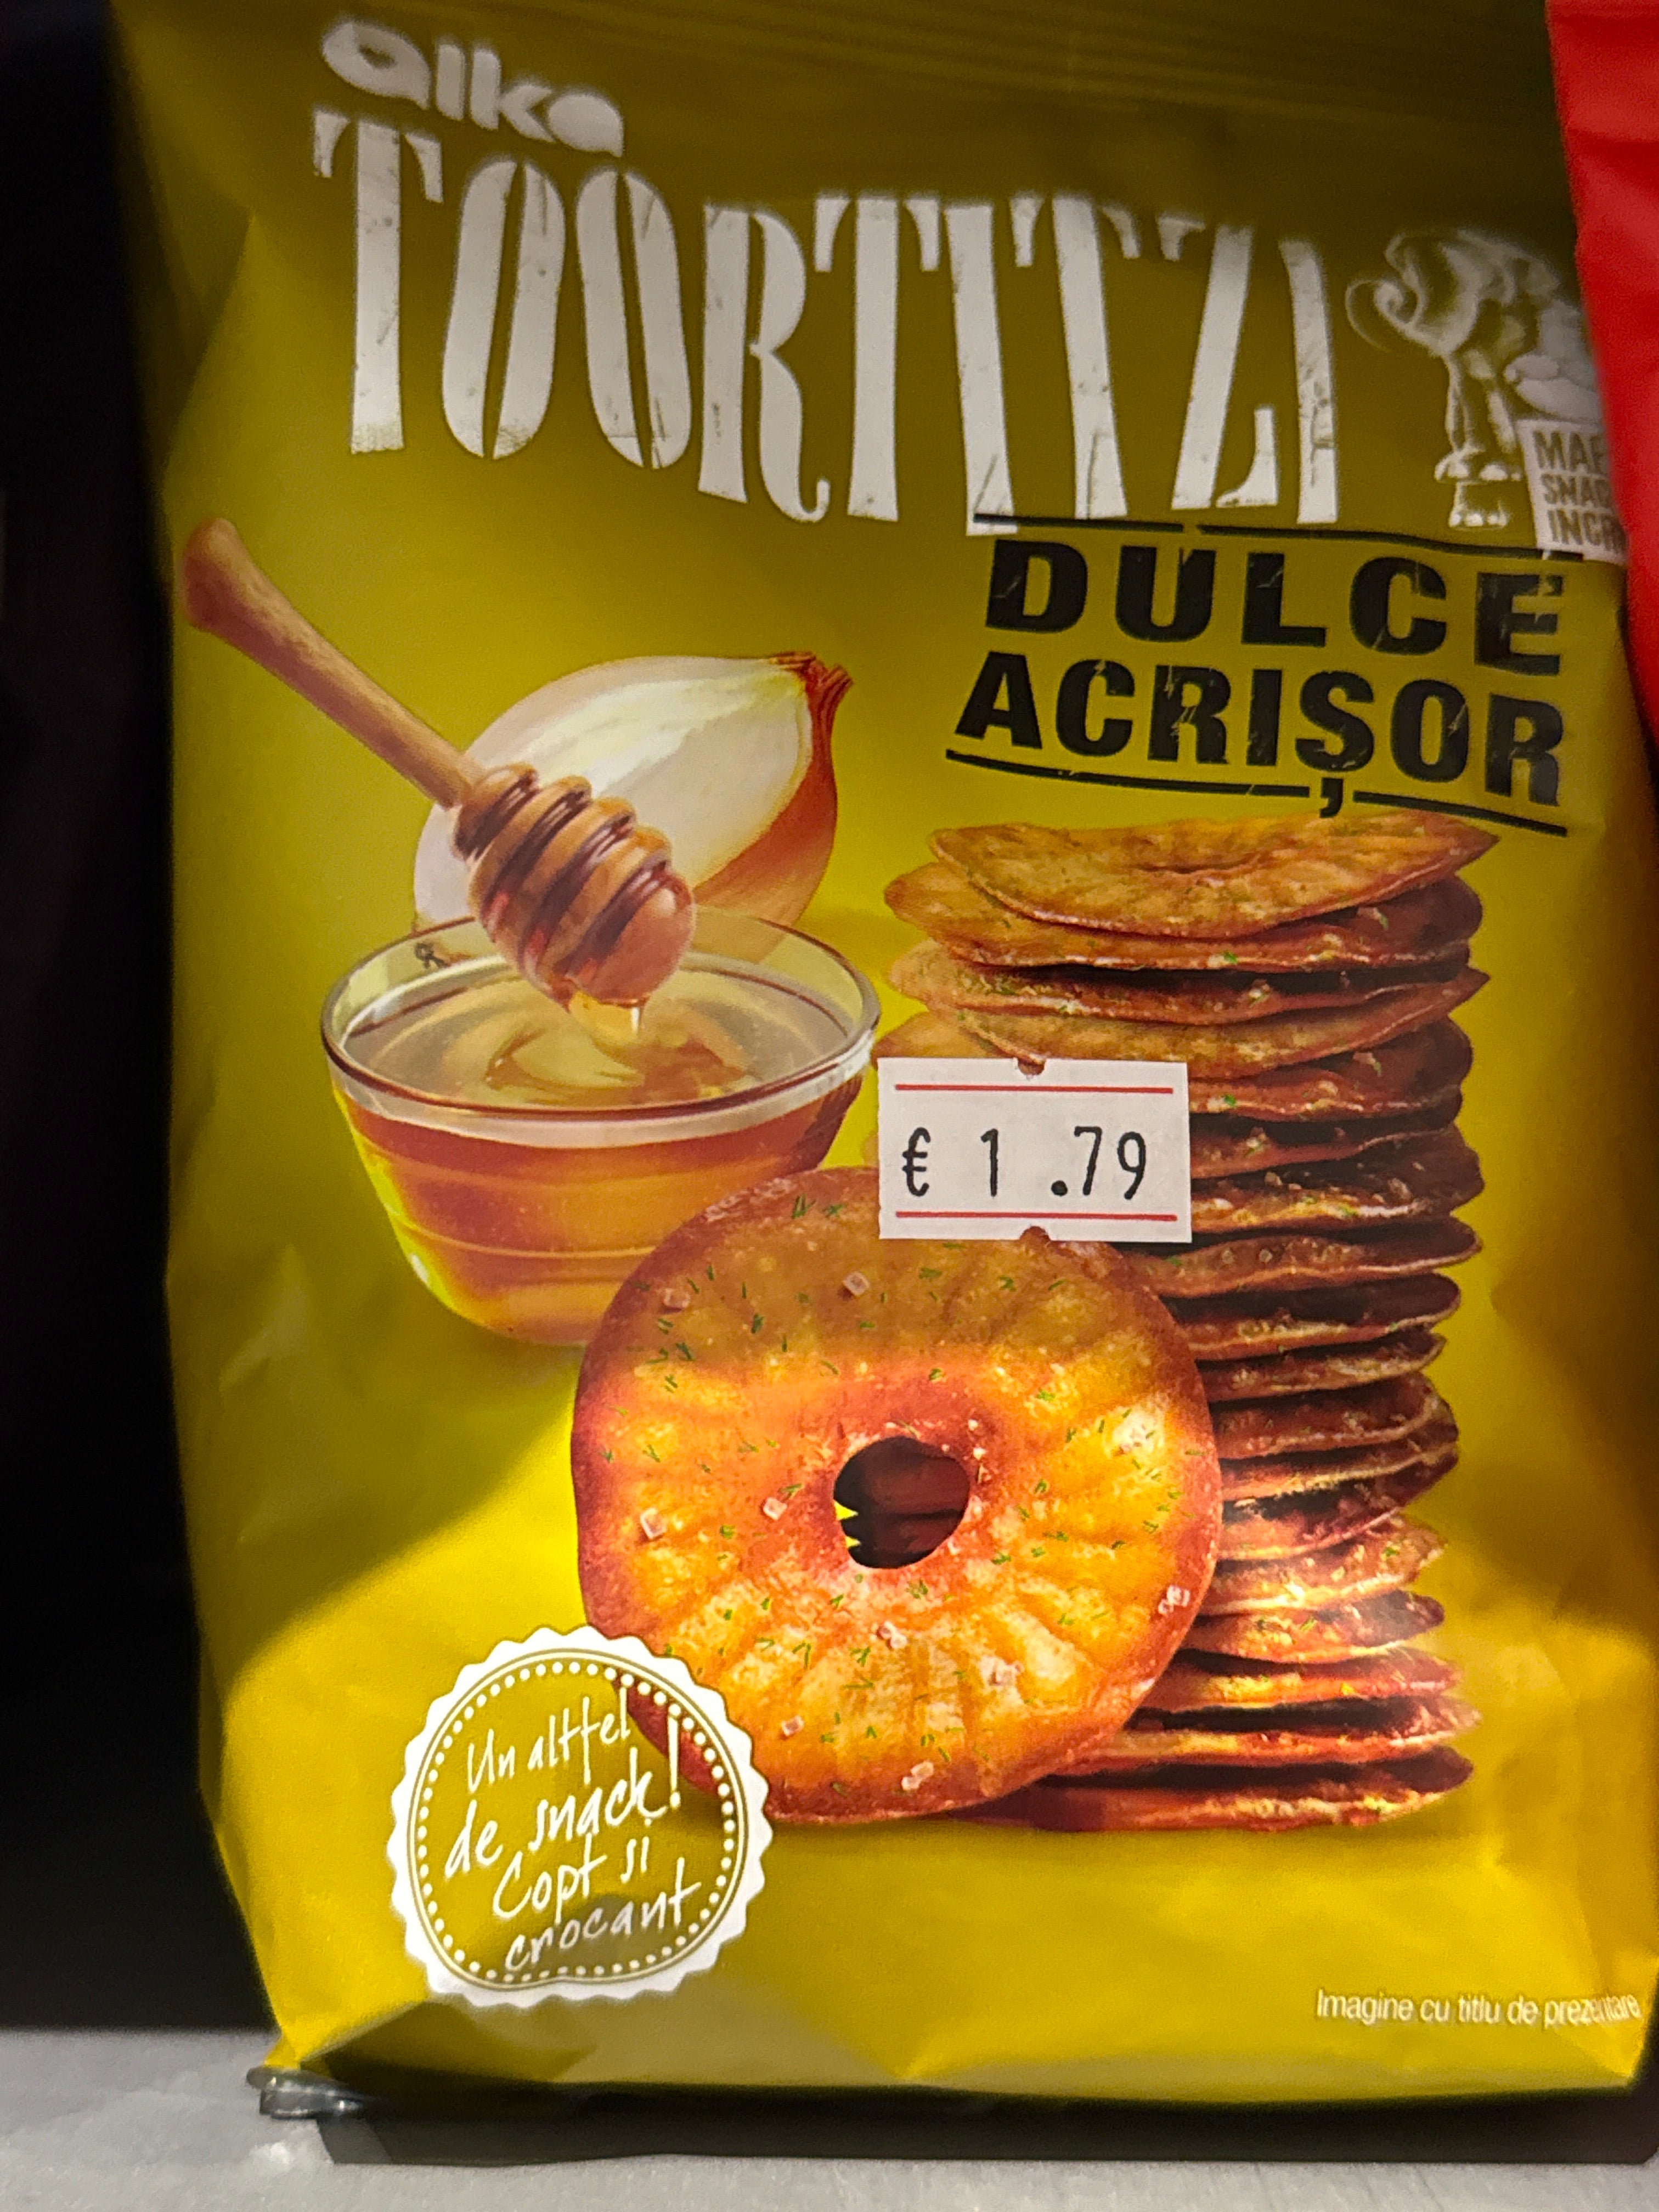 alka
TOORTITZI
DULCE
ACRIȘOR
€ 1.79
Un altfel
de snack!
Copt și
crocant
Imagine cu titlu de prezentare